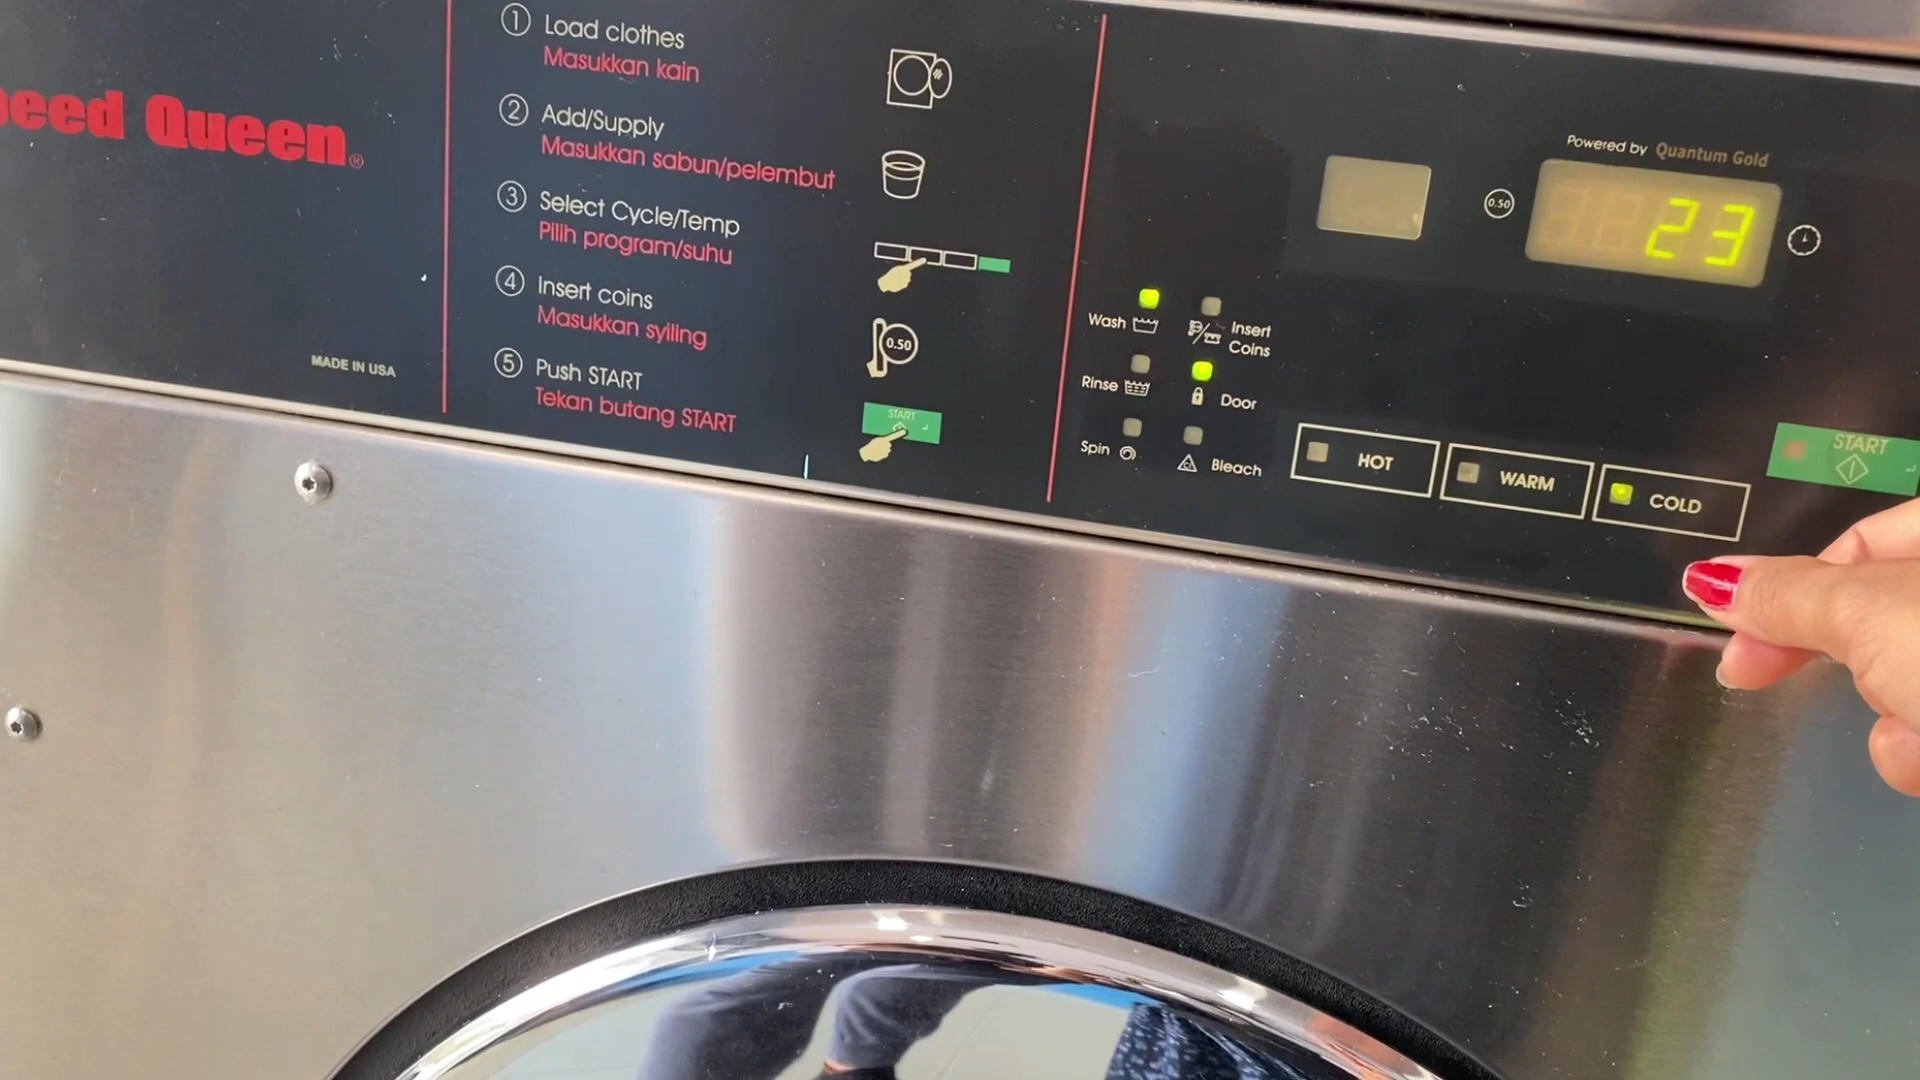 eed Queen®
MADE IN USA
1 Load clothes
Masukkan kain
2 Add/Supply
Masukkan sabun/pelembut
3 Select Cycle/Temp
Pilih program/suhu
4 Insert coins
Masukkan syiling
0.50
5 Push START
Tekan butang START
START
Powered by Quantum Gold
0.50
23
Wash
Insert
Coins
Rinse
Door
Spin
Bleach
HOT
WARM
COLD
START